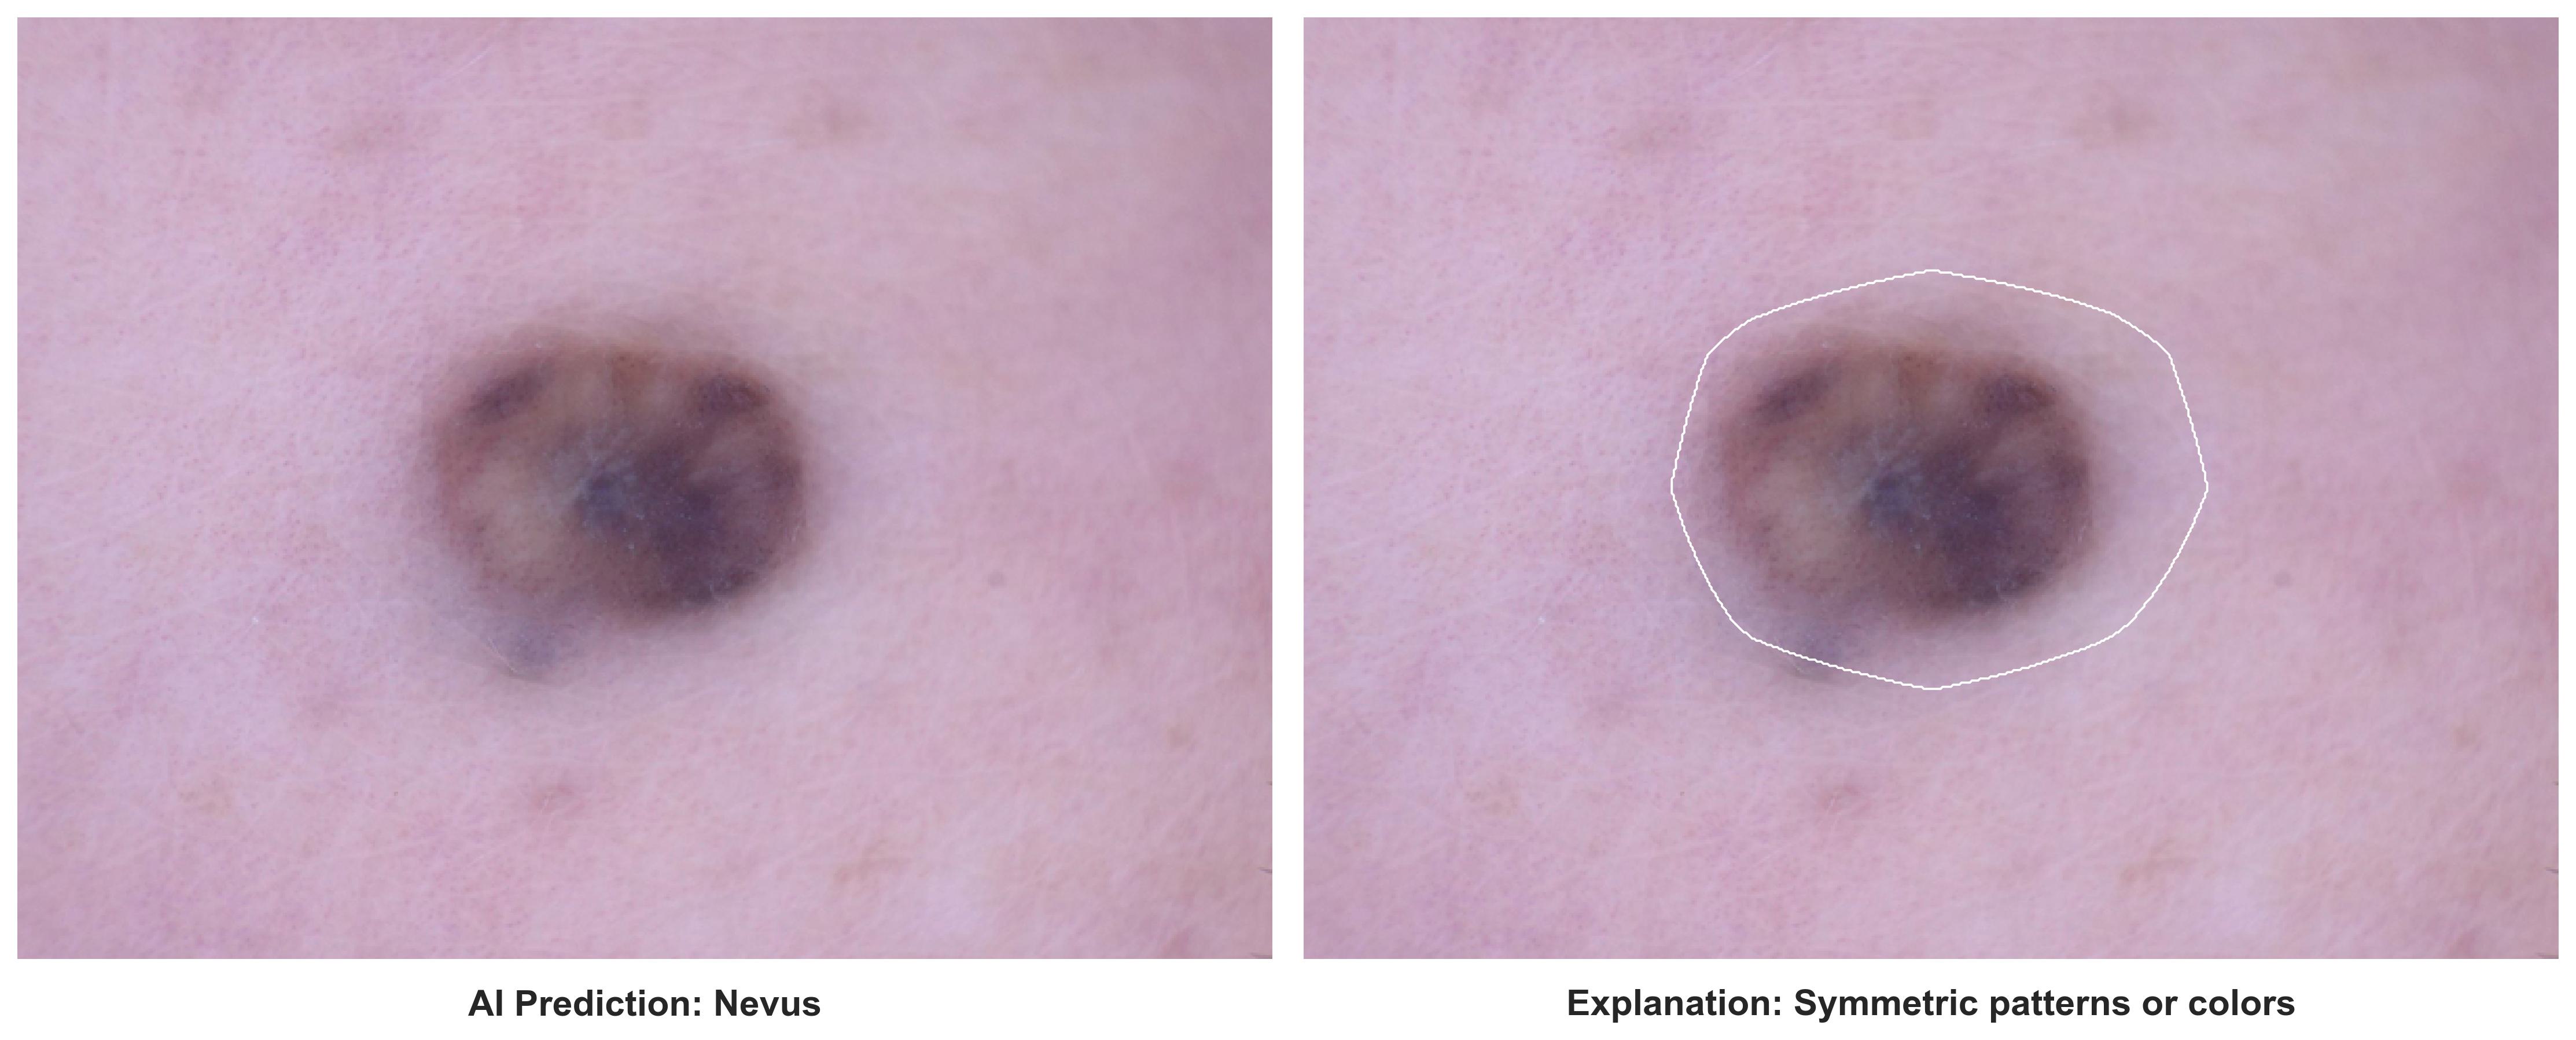 AI Prediction: Nevus
Explanation: Symmetric patterns or colors